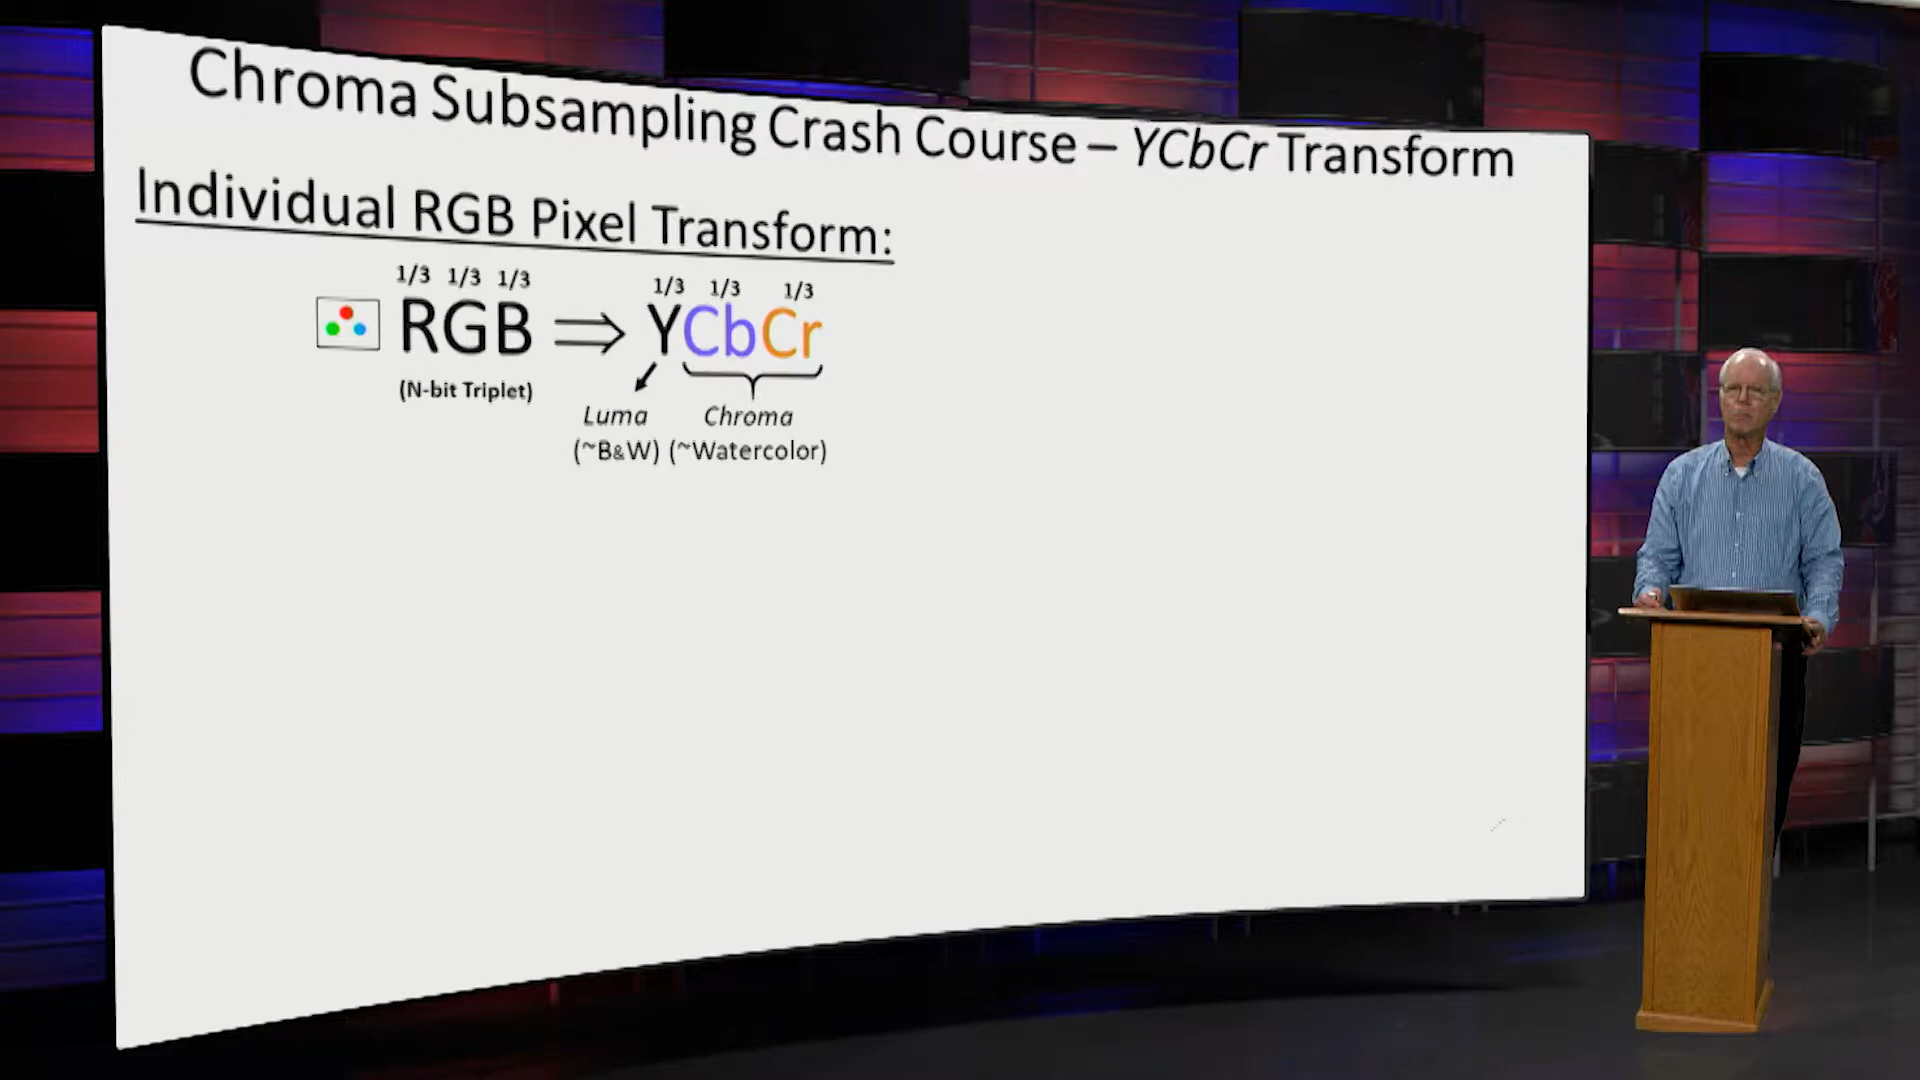 Chroma Subsampling Crash Course – YCbCr Transform
Individual RGB Pixel Transform:
1/3 1/3 1/3 1/3 1/3 1/3
RGB ⇒ YCbCr
(N-bit Triplet)
Luma Chroma
(~B&W) (~Watercolor)